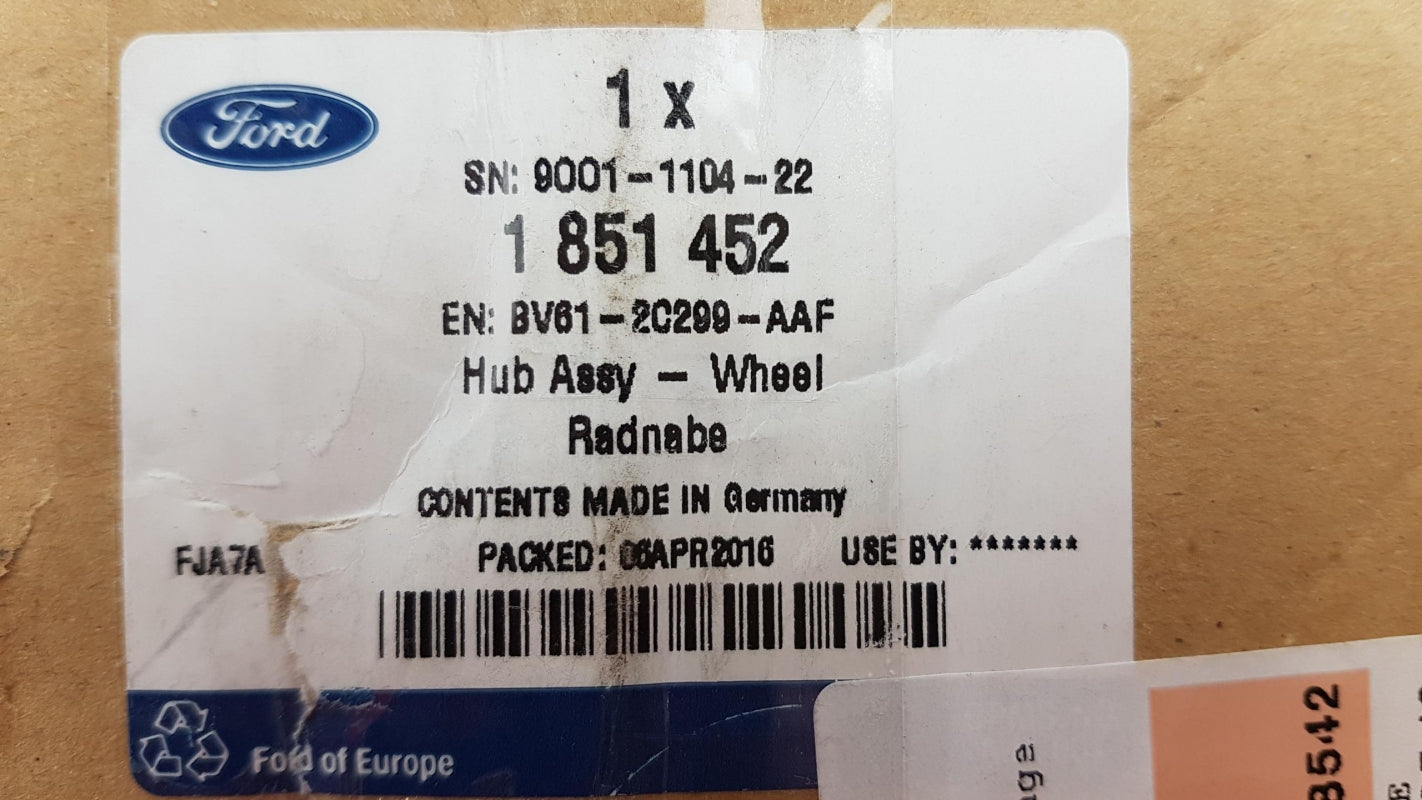 Ford
1 x
SN: 9001-1104-22
1 851 452
EN: BV61-2C299-AAF
Hub Assy - Wheel
Radnabe
CONTENTS MADE IN Germany
FJA7A PACKED: 06APR2016 USE BY: *******
Ford of Europe